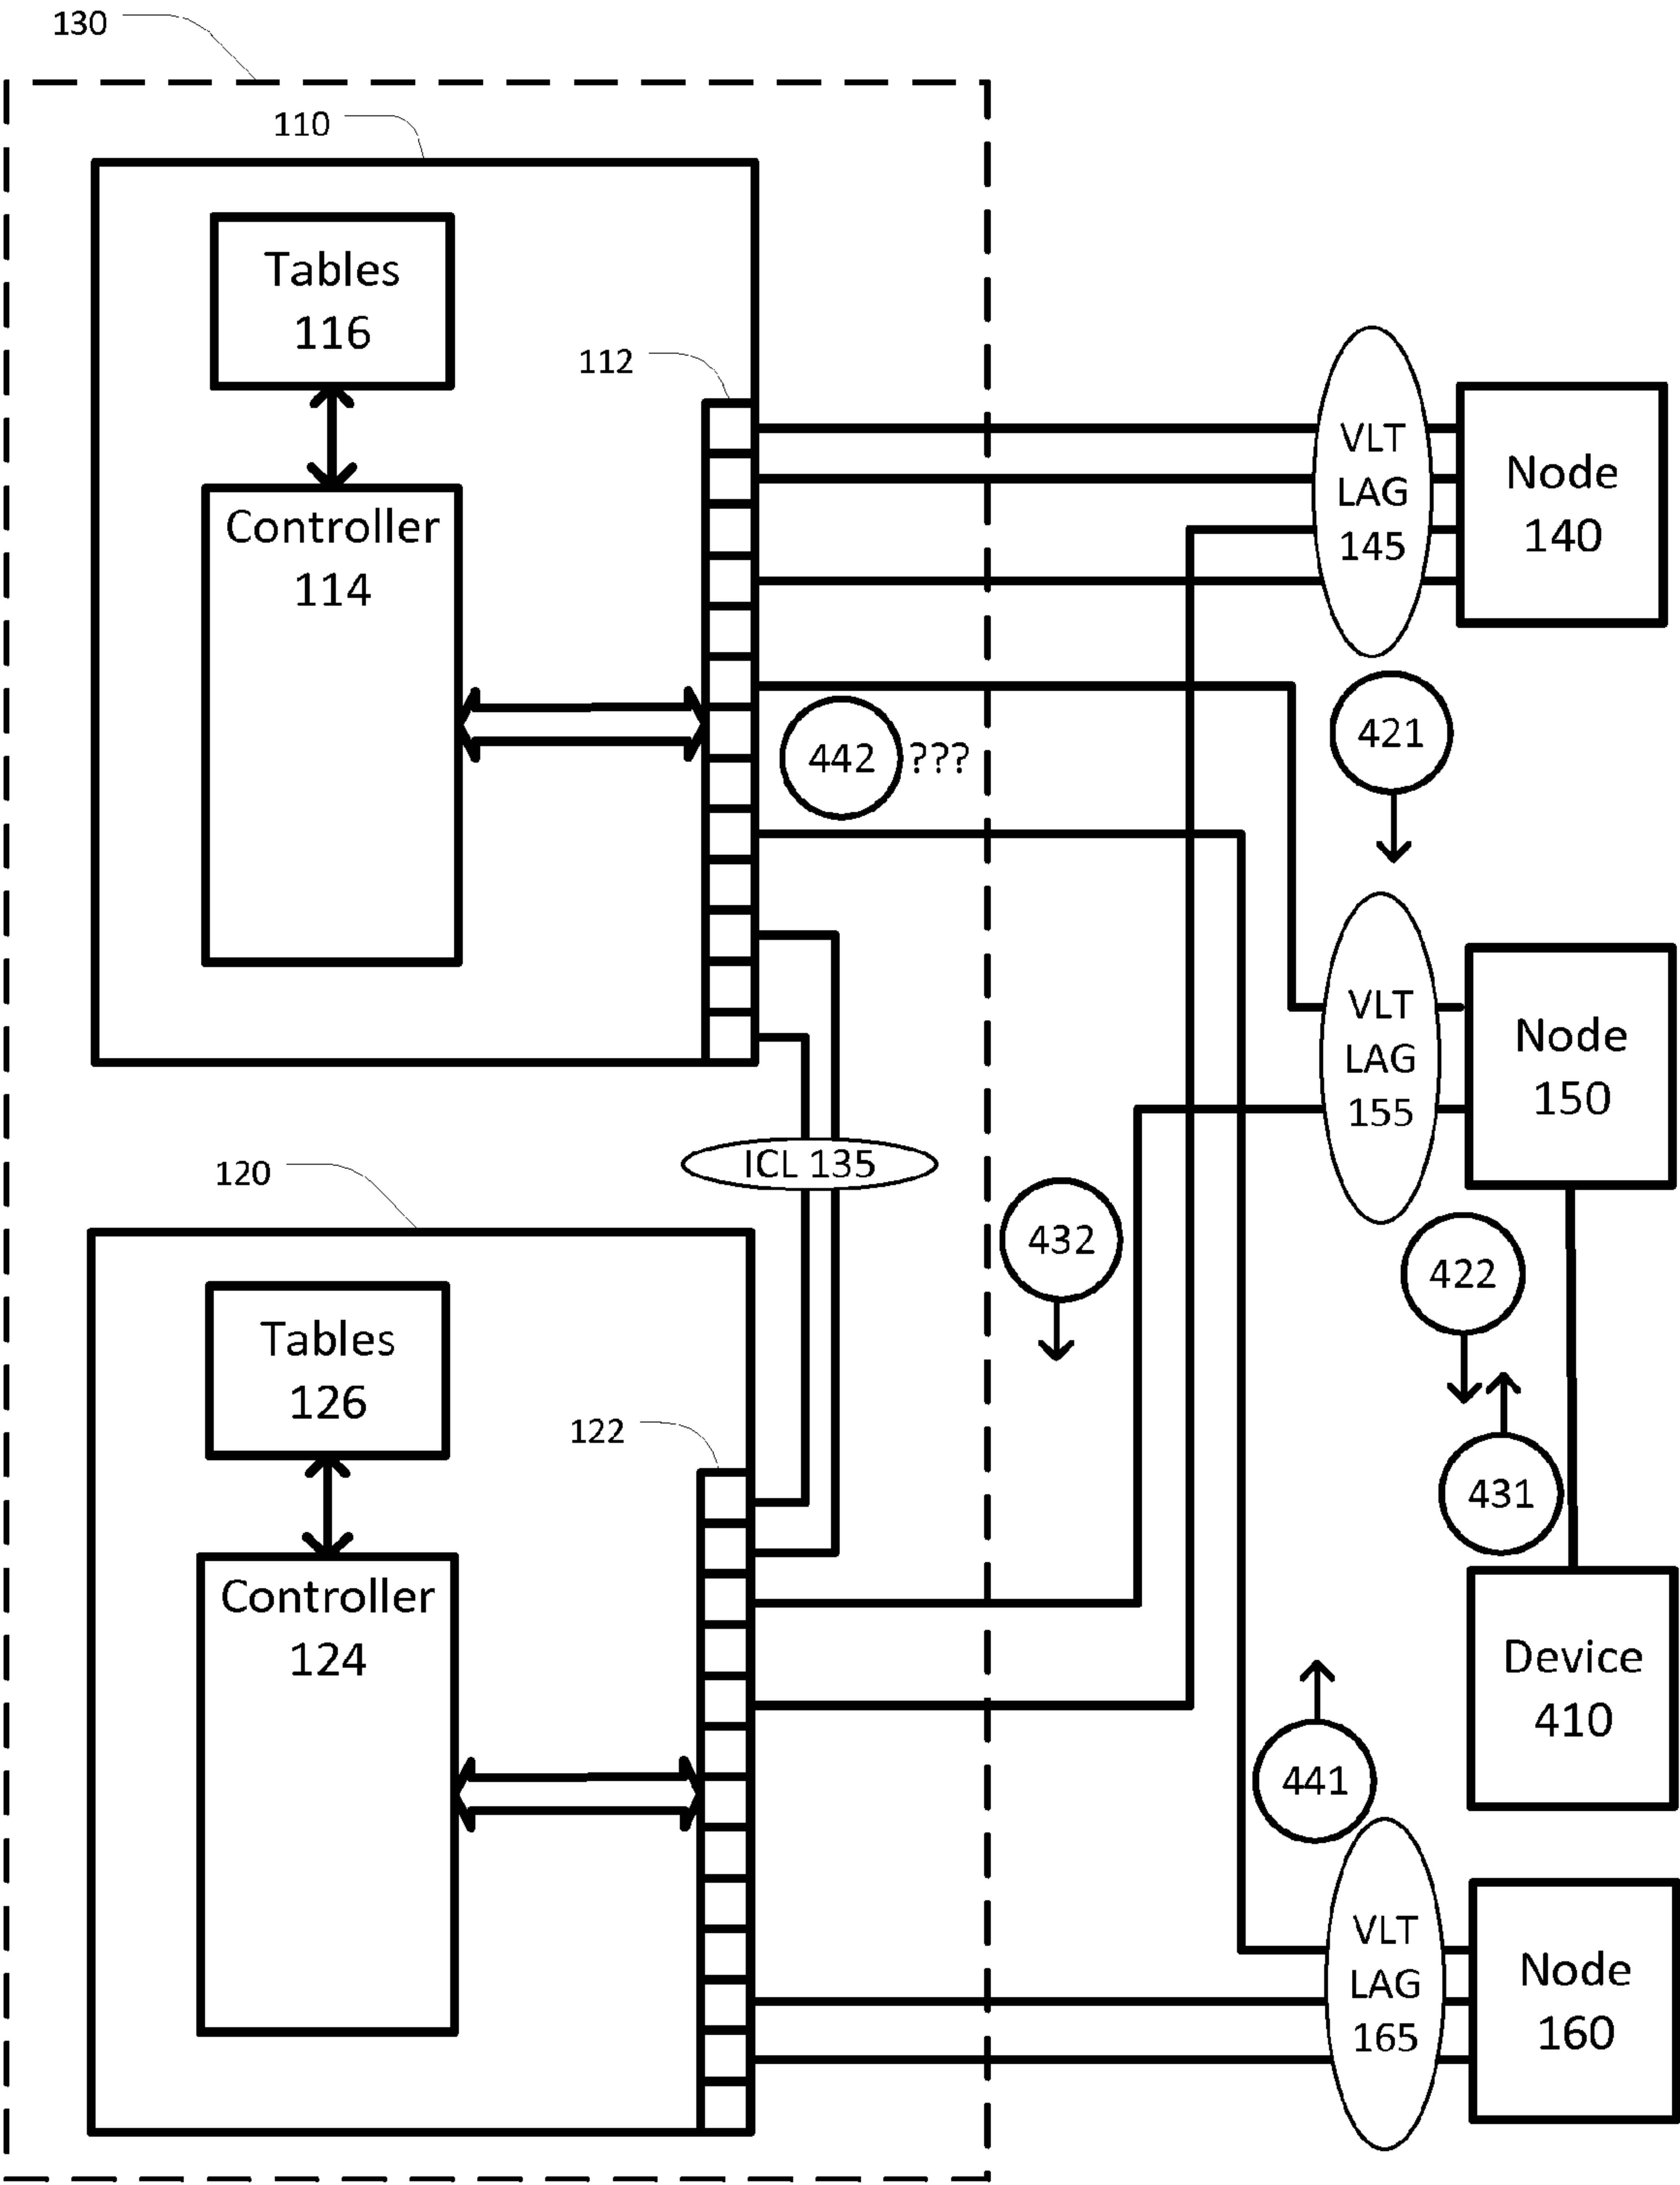 130
110
Tables
116
112
Controller
114
VLT
LAG
145
Node
140
442 ???
421
VLT
LAG
155
Node
150
ICL 135
120
432
422
Tables
126
122
431
Controller
124
Device
410
441
VLT
LAG
165
Node
160